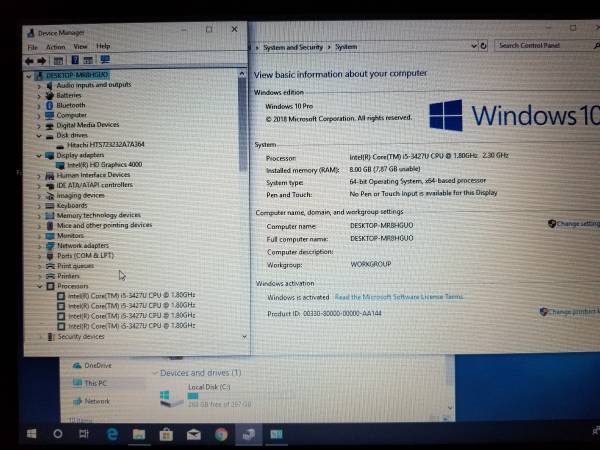 Device Manager
File Action View Help
DESKTOP-MRBHGUO
Audio inputs and outputs
Batteries
Bluetooth
Computer
Digital Media Devices
Disk drives
Hitachi HTS723232A7A364
Display adapters
Intel(R) HD Graphics 4000
Human Interface Devices
IDE ATA/ATAPI controllers
Imaging devices
Keyboards
Memory technology devices
Mice and other pointing devices
Monitors
Network adapters
Ports (COM & LPT)
Print queues
Printers
Processors
Intel(R) Core(TM) i5-3427U CPU @ 1.80GHz
Intel(R) Core(TM) i5-3427U CPU @ 1.80GHz
Intel(R) Core(TM) i5-3427U CPU @ 1.80GHz
Intel(R) Core(TM) i5-3427U CPU @ 1.80GHz
Security devices
System and Security > System
Search Control Panel
View basic information about your computer
Windows edition
Windows 10 Pro
© 2018 Microsoft Corporation. All rights reserved.
Windows 10
System
Processor: Intel(R) Core(TM) i5-3427U CPU @ 1.80GHz 2.30 GHz
Installed memory (RAM): 8.00 GB (7.87 GB usable)
System type: 64-bit Operating System, x64-based processor
Pen and Touch: No Pen or Touch Input is available for this Display
Computer name, domain, and workgroup settings
Computer name: DESKTOP-MRBHGUO
Change setting
Full computer name: DESKTOP-MRBHGUO
Computer description:
Workgroup: WORKGROUP
Windows activation
Windows is activated Read the Microsoft Software License Terms
Product ID: 00330-80000-00000-AA144
Change product k
OneDrive
This PC
Network
Devices and drives (1)
Local Disk (C:)
268 GB free of 297 GB
10 items